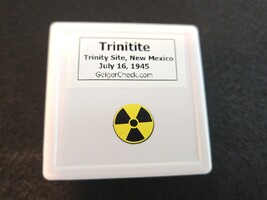 Trinitite
Trinity Site, New Mexico
July 16, 1945
GeigerCheck.com